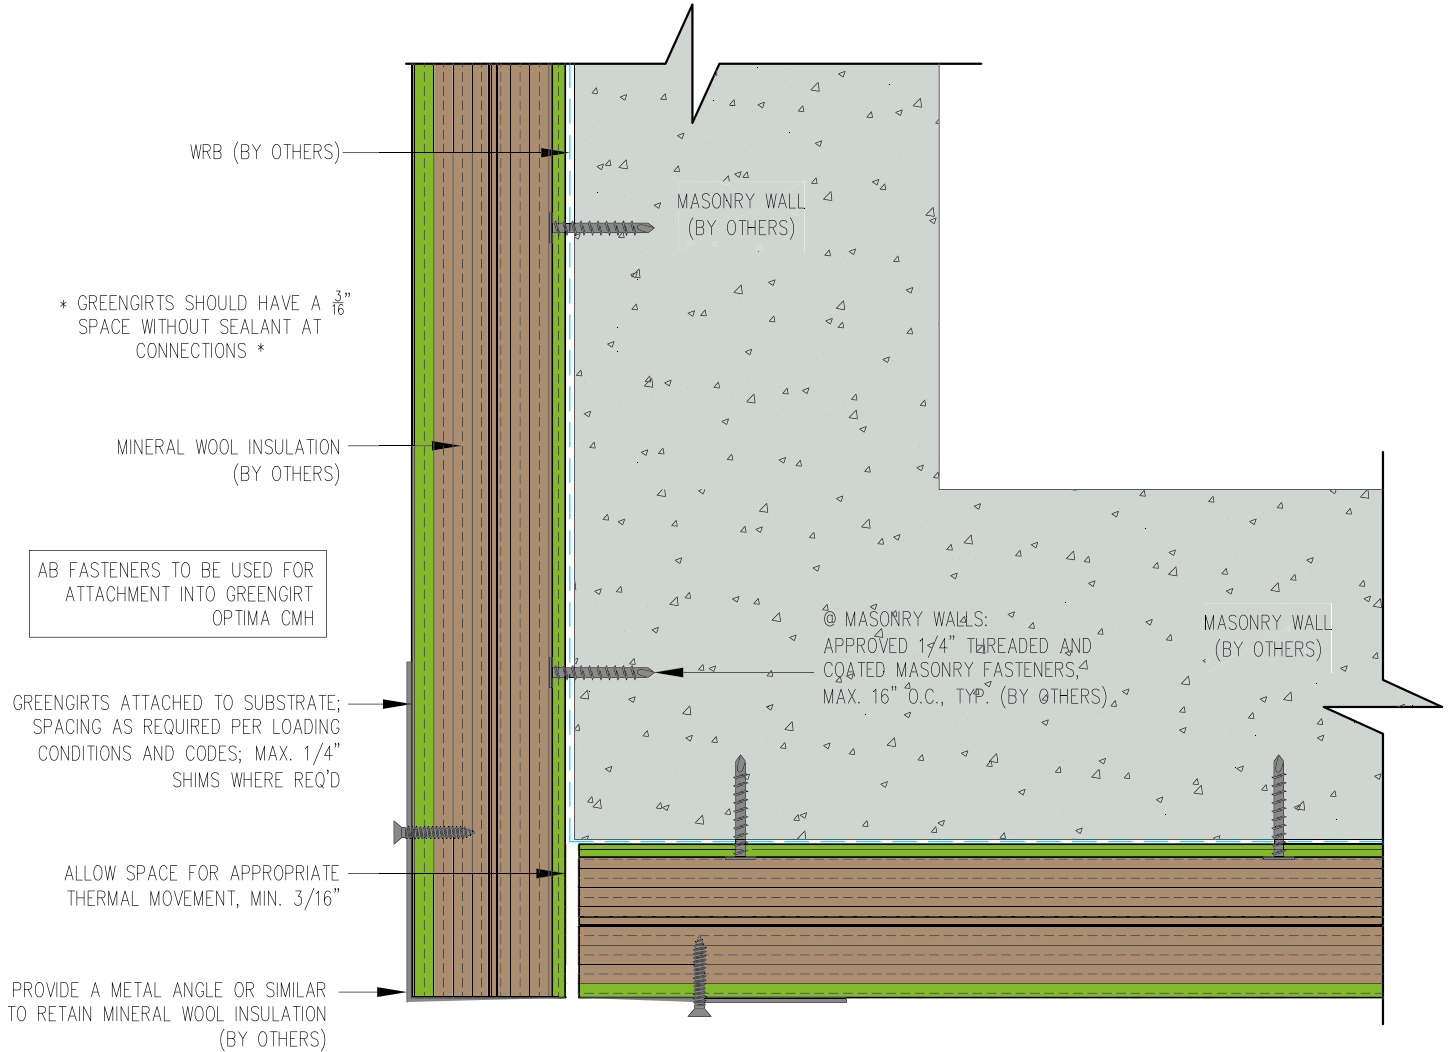 WRB (BY OTHERS)
MASONRY WALL
(BY OTHERS)
* GREENGIRTS SHOULD HAVE A 3/16"
SPACE WITHOUT SEALANT AT
CONNECTIONS *
MINERAL WOOL INSULATION
(BY OTHERS)
AB FASTENERS TO BE USED FOR
ATTACHMENT INTO GREENGIRT
OPTIMA CMH
@ MASONRY WALLS:
APPROVED 1/4" THREADED AND
COATED MASONRY FASTENERS,
MAX. 16" O.C., TYP. (BY OTHERS)
MASONRY WALL
(BY OTHERS)
GREENGIRTS ATTACHED TO SUBSTRATE;
SPACING AS REQUIRED PER LOADING
CONDITIONS AND CODES; MAX. 1/4"
SHIMS WHERE REQ'D
ALLOW SPACE FOR APPROPRIATE
THERMAL MOVEMENT, MIN. 3/16"
PROVIDE A METAL ANGLE OR SIMILAR
TO RETAIN MINERAL WOOL INSULATION
(BY OTHERS)